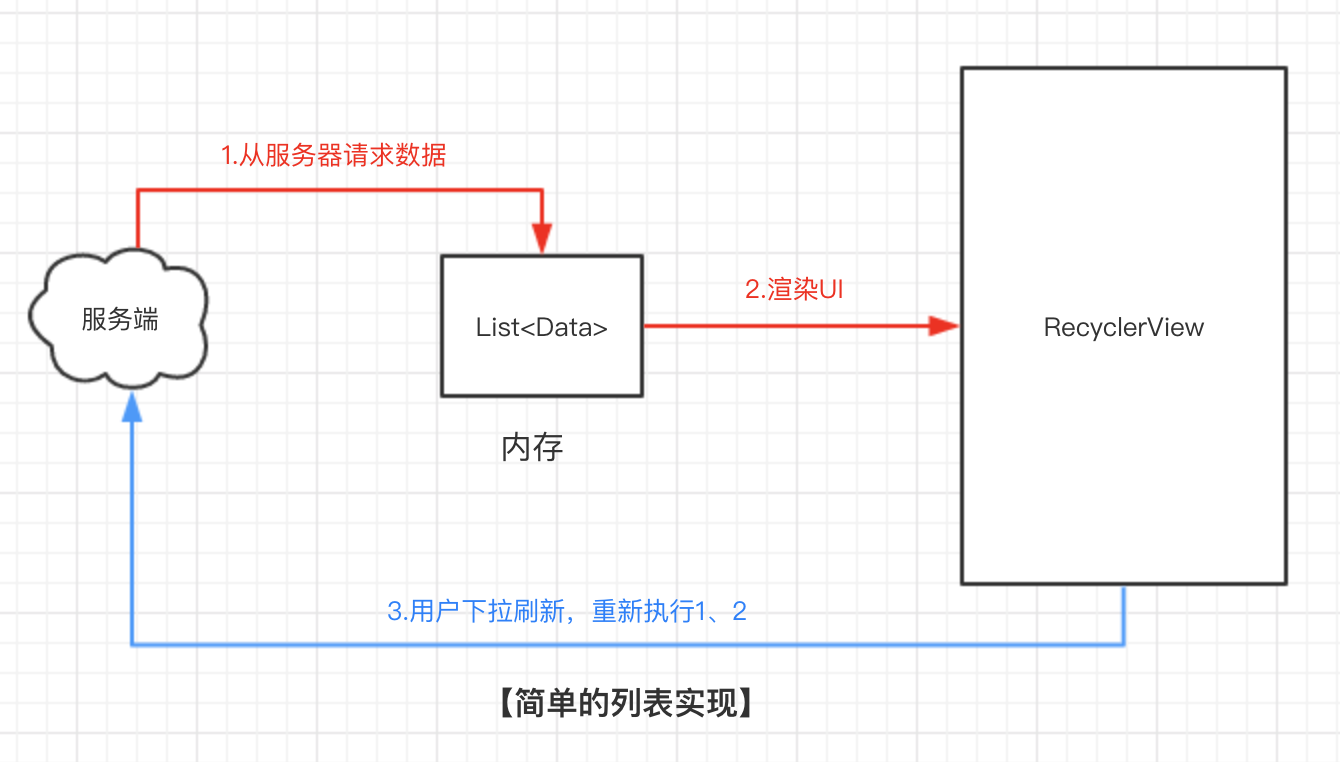 1.从服务器请求数据
2.渲染UI
服务端
List<Data>
RecyclerView
内存
3.用户下拉刷新，重新执行1、2
【简单的列表实现】